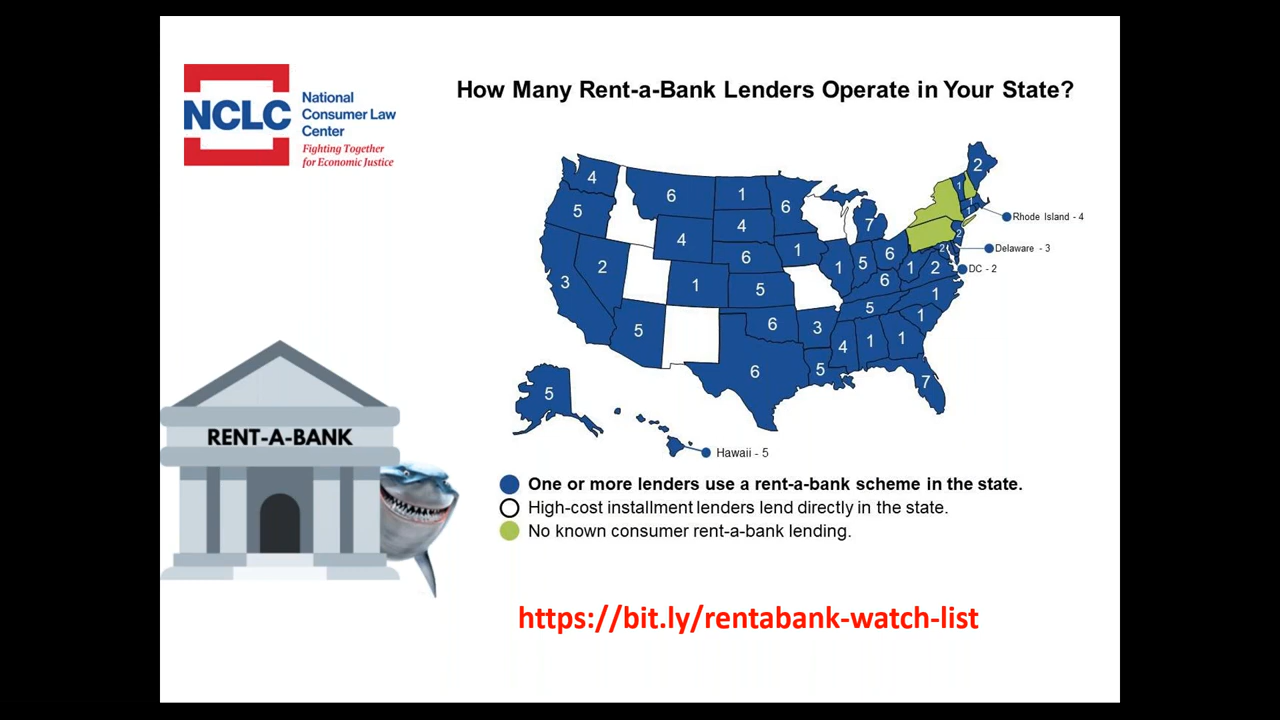 NCLC
National
Consumer Law
Center
Fighting Together
for Economic Justice
How Many Rent-a-Bank Lenders Operate in Your State?
4
6
1
6
2
1
5
4
4
7
1
1
Rhode Island - 4
2
Delaware - 3
2
DC - 2
3
2
6
1
1
5
6
1
2
1
5
6
1
5
5
6
3
5
1
4
1
1
6
5
7
5
Hawaii - 5
RENT-A-BANK
One or more lenders use a rent-a-bank scheme in the state.
High-cost installment lenders lend directly in the state.
No known consumer rent-a-bank lending.
https://bit.ly/rentabank-watch-list